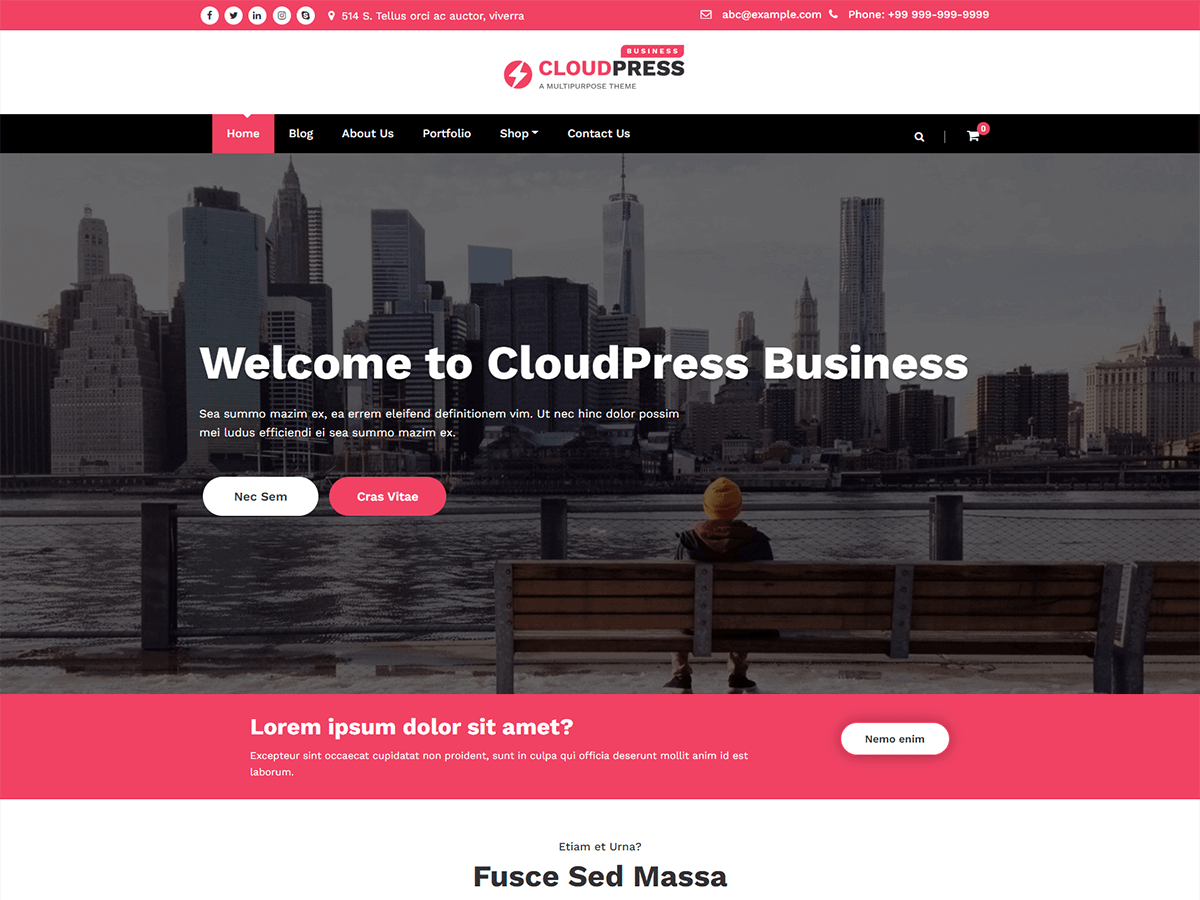 514 S. Tellus orci ac auctor, viverra
abc@example.com Phone: +99 999-999-9999
BUSINESS
CLOUDPRESS
A MULTIPURPOSE THEME
Home Blog About Us Portfolio Shop Contact Us | 0
Welcome to CloudPress Business
Sea summo mazim ex, ea errem eleifend definitionem vim. Ut nec hinc dolor possim
mei ludus efficiendi ei sea summo mazim ex.
Nec Sem Cras Vitae
Lorem ipsum dolor sit amet?
Excepteur sint occaecat cupidatat non proident, sunt in culpa qui officia deserunt mollit anim id est
laborum.
Nemo enim
Etiam et Urna?
Fusce Sed Massa